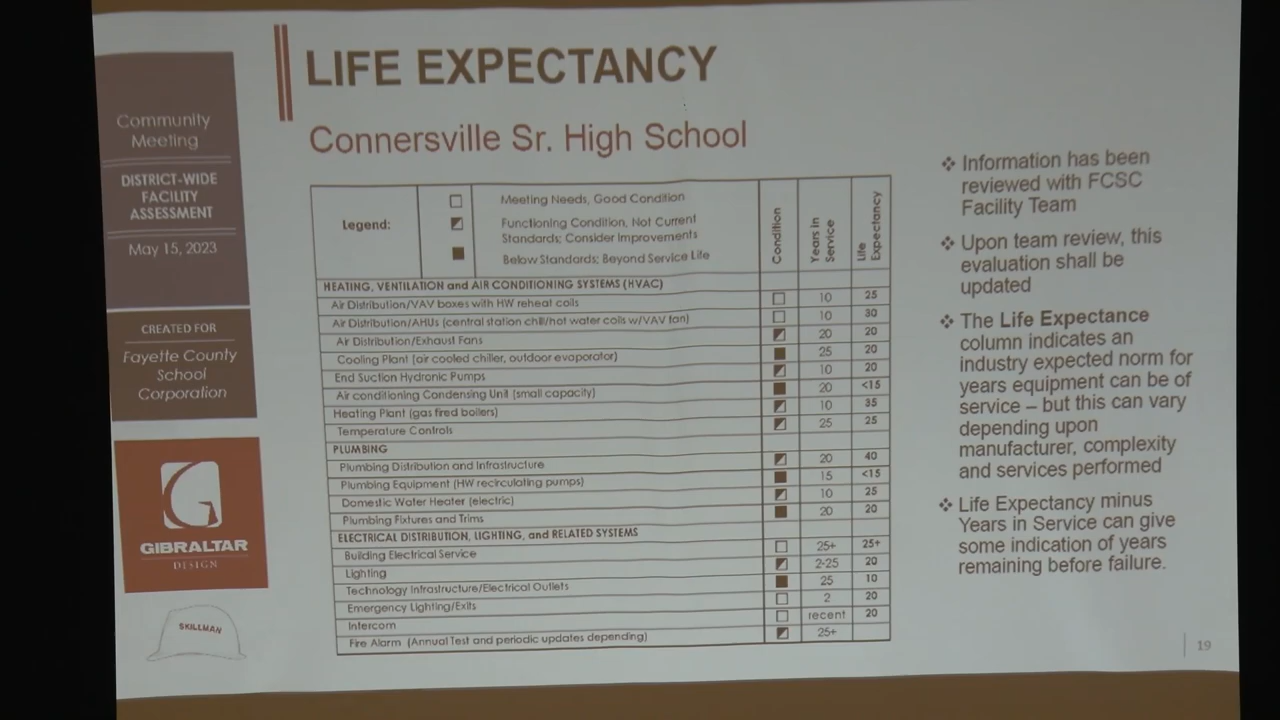 LIFE EXPECTANCY
Connersville Sr. High School
Community
Meeting
DISTRICT-WIDE
FACILITY
ASSESSMENT
May 15, 2023
CREATED FOR
Fayette County
School
Corporation
GIBRALTAR
DESIGN
SKILLMAN
Legend:
Meeting Needs, Good Condition
Functioning Condition, Not Current
Standards; Consider Improvements
Below Standards; Beyond Service Life
Condition
Years in
Service
Life
Expectancy
HEATING, VENTILATION and AIR CONDITIONING SYSTEMS (HVAC)
Air Distribution/VAV boxes with HW reheat coils 10 25
Air Distribution/AHUs (central station chill/hot water coils w/VAV fan) 10 30
Air Distribution/Exhaust Fans 20 20
Cooling Plant (air cooled chiller, outdoor evaporator) 25 20
End Suction Hydronic Pumps 10 20
Air conditioning Condensing Unit (small capacity) 20 <15
Heating Plant (gas fired boilers) 10 35
Temperature Controls 25 25
PLUMBING
Plumbing Distribution and Infrastructure 20 40
Plumbing Equipment (HW recirculating pumps) 15 <15
Domestic Water Heater (electric) 10 25
Plumbing Fixtures and Trims 20 20
ELECTRICAL DISTRIBUTION, LIGHTING, and RELATED SYSTEMS
Building Electrical Service 25+ 25+
Lighting 2-25 20
Technology Infrastructure/Electrical Outlets 25 10
Emergency Lighting/Exits 2 20
Intercom recent 20
Fire Alarm (Annual Test and periodic updates depending) 25+
❖ Information has been
reviewed with FCSC
Facility Team
❖ Upon team review, this
evaluation shall be
updated
❖ The Life Expectance
column indicates an
industry expected norm for
years equipment can be of
service – but this can vary
depending upon
manufacturer, complexity
and services performed
❖ Life Expectancy minus
Years in Service can give
some indication of years
remaining before failure.
19